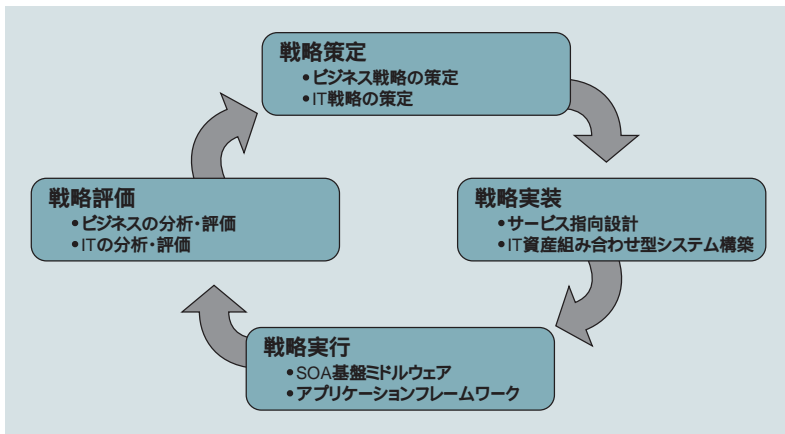 戦略策定
•ビジネス戦略の策定
•IT戦略の策定
戦略評価
•ビジネスの分析・評価
•ITの分析・評価
戦略実装
•サービス指向設計
•IT資産組み合わせ型システム構築
戦略実行
•SOA基盤ミドルウェア
•アプリケーションフレームワーク